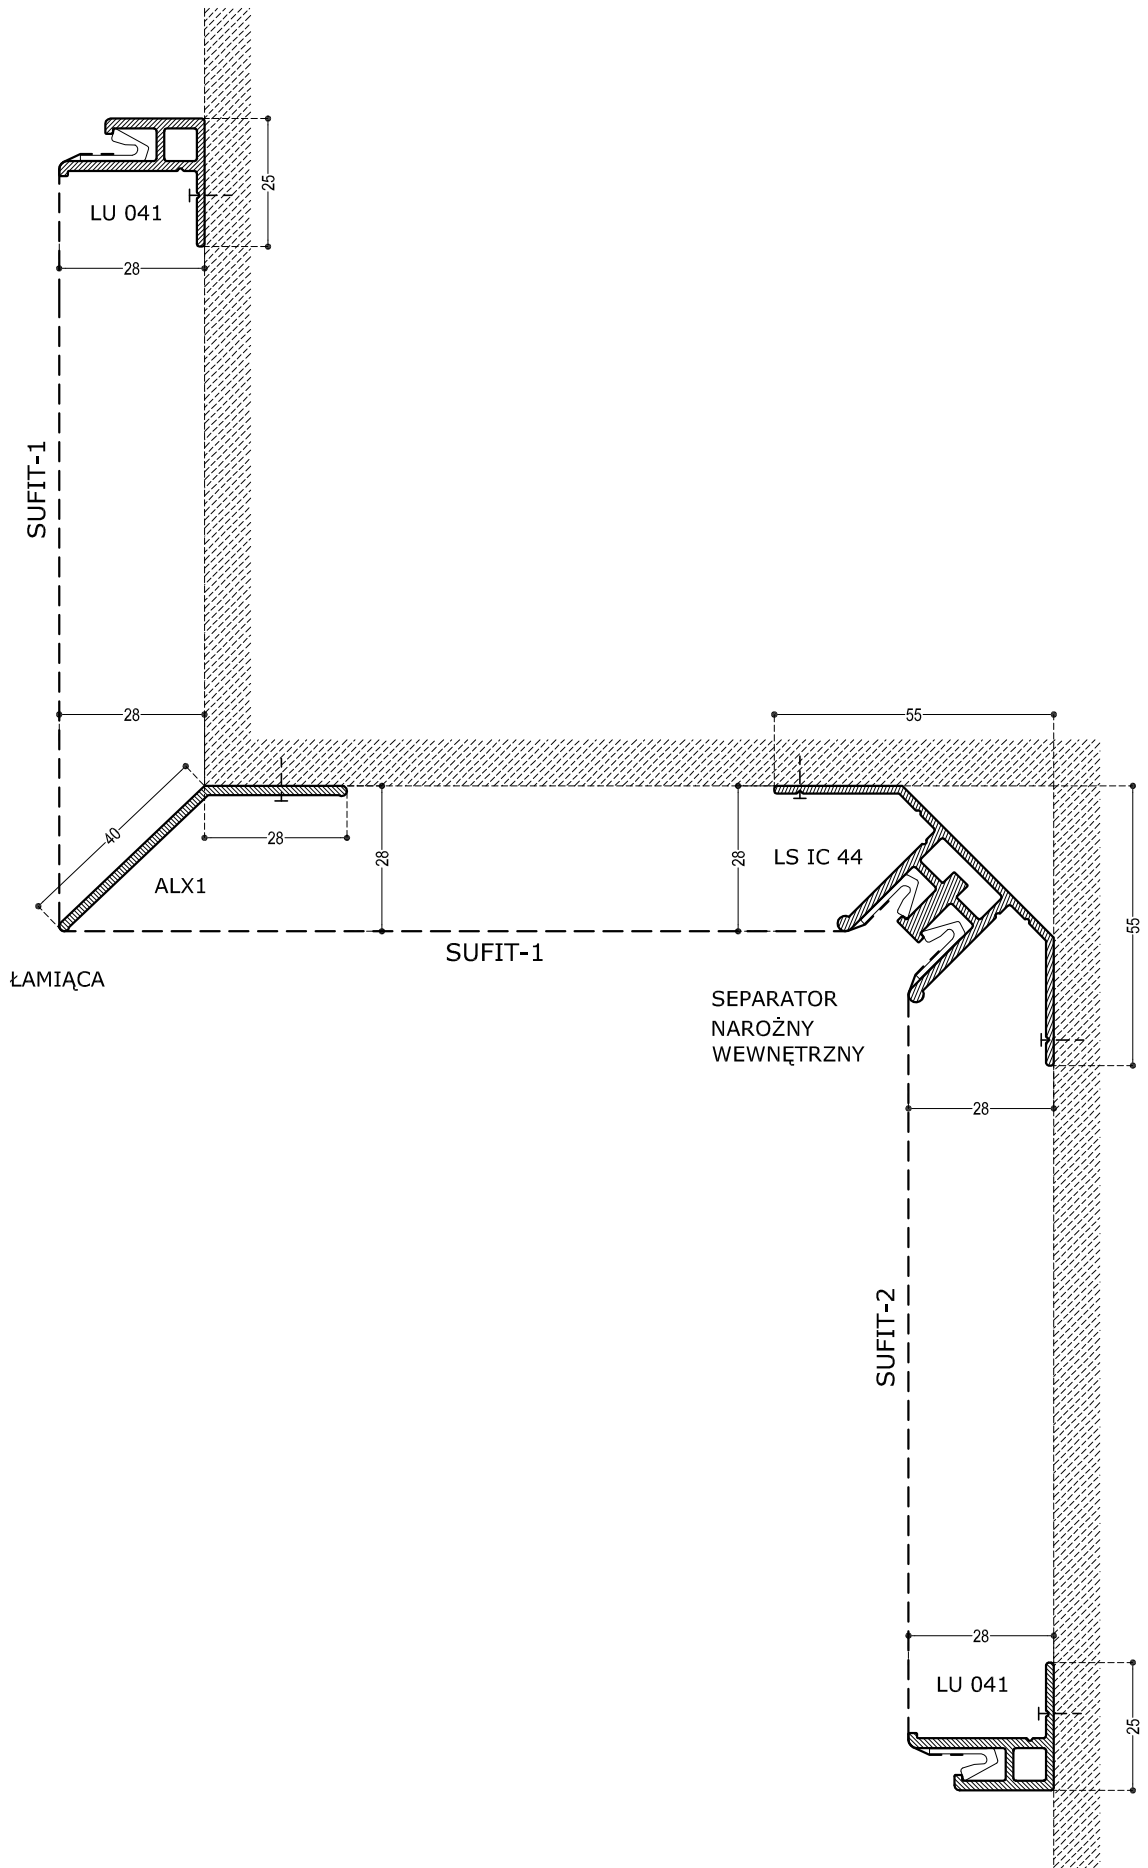 25
LU 041
28
SUFIT-1
28
55
40
28
28
28
LS IC 44
ALX1
55
SUFIT-1
ŁAMIĄCA
SEPARATOR
NAROŻNY
WEWNĘTRZNY
28
SUFIT-2
28
LU 041
25